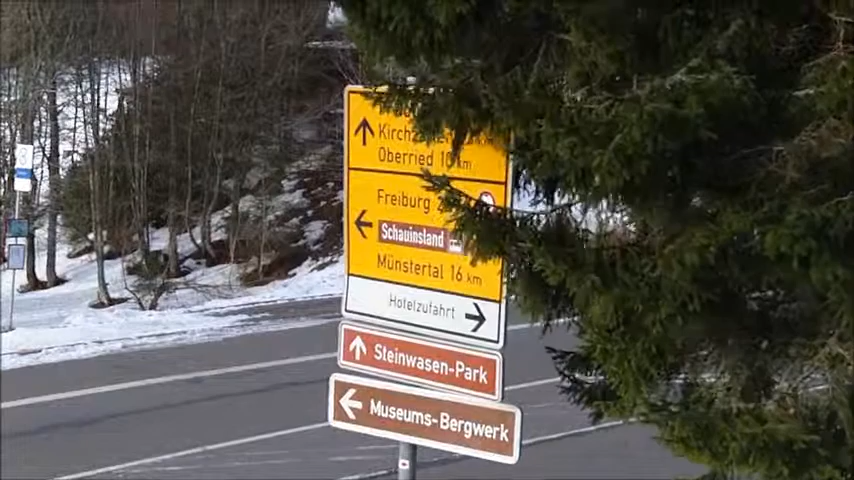 Oberried 10 km
Freiburg
Schauinsland
Münstertal 16 km
Hotelzufahrt
Steinwasen-Park
Museums-Bergwerk